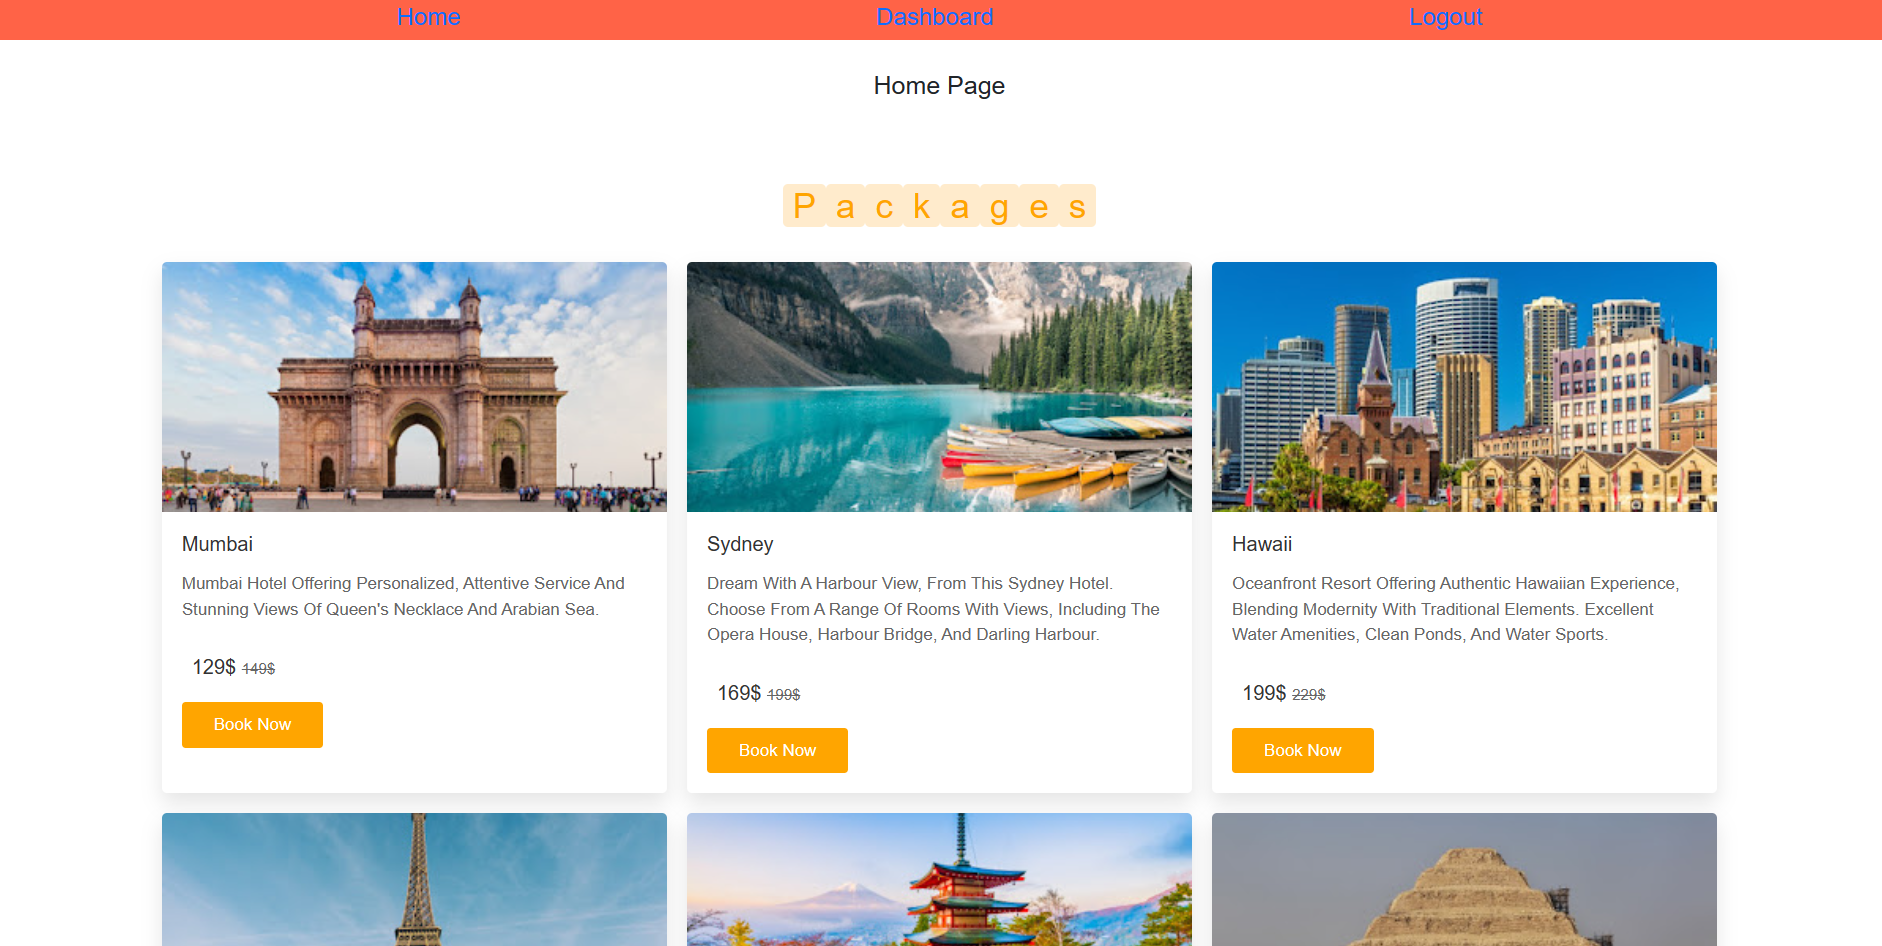 Home Dashboard Logout
Home Page
Packages
Mumbai
Mumbai Hotel Offering Personalized, Attentive Service And
Stunning Views Of Queen's Necklace And Arabian Sea.
129$ 149$
Book Now
Sydney
Dream With A Harbour View, From This Sydney Hotel.
Choose From A Range Of Rooms With Views, Including The
Opera House, Harbour Bridge, And Darling Harbour.
169$ 199$
Book Now
Hawaii
Oceanfront Resort Offering Authentic Hawaiian Experience,
Blending Modernity With Traditional Elements. Excellent
Water Amenities, Clean Ponds, And Water Sports.
199$ 229$
Book Now